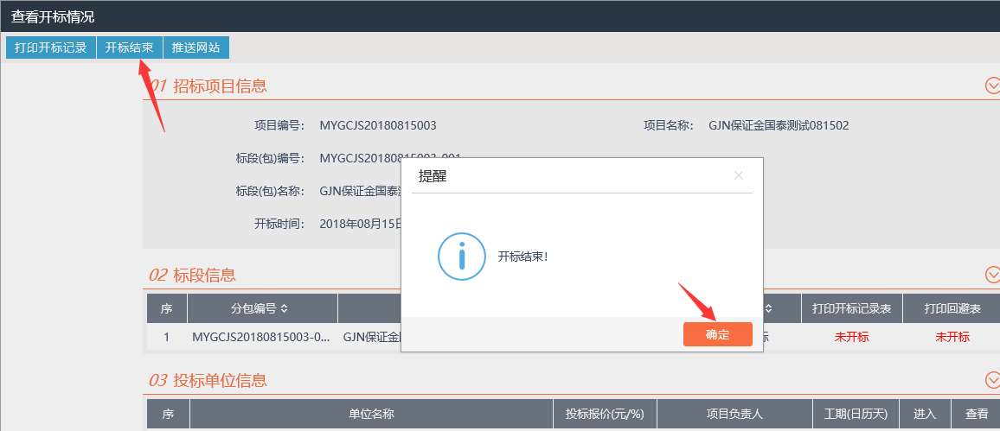 查看开标情况
打印开标记录 开标结束 推送网站
01 招标项目信息
项目编号： MYGCJS20180815003 项目名称： GJN保证金国泰测试081502
标段(包)编号： MYGCJS20180815003-001
标段(包)名称： GJN保证金国泰
开标时间： 2018年08月15日
提醒
开标结束！
确定
02 标段信息
序 分包编号 打印开标记录表 打印回避表
1 MYGCJS20180815003-0... GJN保证金 标 未开标 未开标
03 投标单位信息
序 单位名称 投标报价(元/%) 项目负责人 工期(日历天) 进入 查看